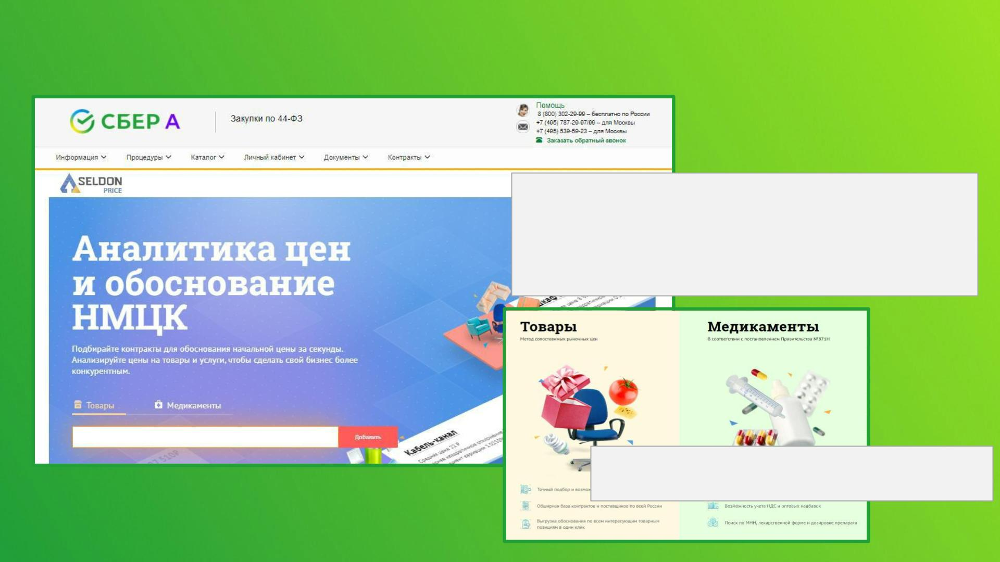 СБЕР А
Закупки по 44-ФЗ
Помощь
8 (800) 302-29-99 – бесплатно по России
+7 (495) 787-29-97/99 – для Москвы
+7 (495) 539-59-23 – для Москвы
Заказать обратный звонок
Информация
Процедуры
Каталог
Личный кабинет
Документы
Контракты
SELDON
PRICE
Аналитика цен
и обоснование
НМЦК
Подбирайте контракты для обоснования начальной цены за секунды.
Анализируйте цены на товары и услуги, чтобы сделать свой бизнес более
конкурентным.
Товары
Медикаменты
Добавить
Кабель-канал
Средняя цена 22 ₽
Товары
Метод сопоставимых рыночных цен
Точный подбор и
Обширная база контрактов и поставщиков по всей России
Выгрузка обоснования по всем интересующим товарным
позициям в один клик
Медикаменты
В соответствии с постановлением Правительства №871Н
Возможность учета НДС и оптовых надбавок
Поиск по МНН, лекарственной форме и дозировке препарата